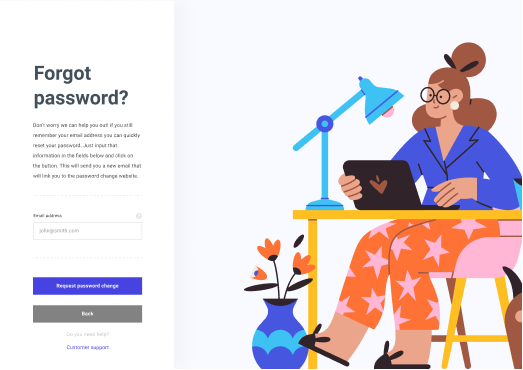 Forgot
password?
Don't worry we can help you out! if you still
remember your email address you can quickly
reset your password. Just input that
information in the fields below and click on
the button. This will send you a new email that
will link you to the password change website.
Email address
john@smith.com
Request password change
Back
Do you need help?
Customer support